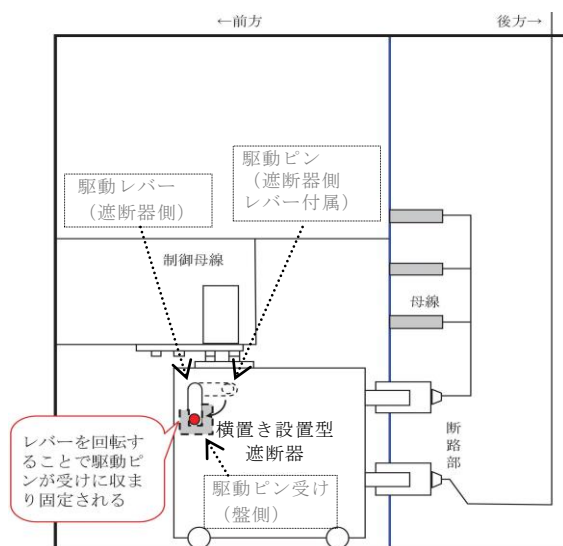 ←前方
後方→
駆動ピン
（遮断器側
レバー付属）
駆動レバー
（遮断器側）
制御母線
母線
横置き設置型
遮断器
断路部
レバーを回転す
ることで駆動ピ
ンが受けに収ま
り固定される
駆動ピン受け
（盤側）